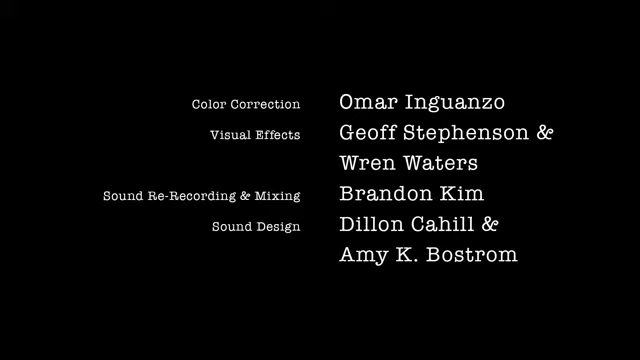 Color Correction Omar Inguanzo
Visual Effects Geoff Stephenson &
Wren Waters
Sound Re-Recording & Mixing Brandon Kim
Sound Design Dillon Cahill &
Amy K. Bostrom